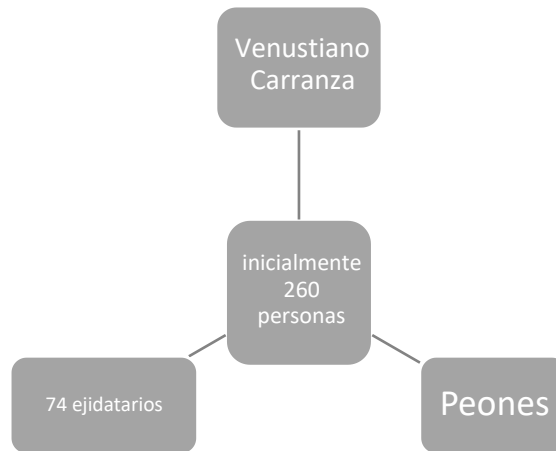 Venustiano
Carranza
inicialmente
260
personas
74 ejidatarios
Peones